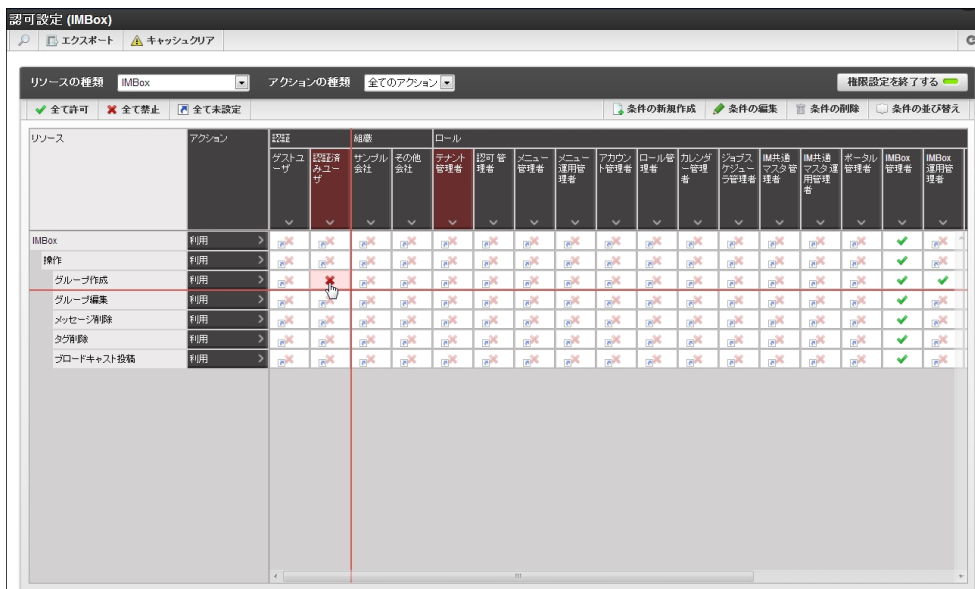 認可設定 (IMBox)
エクスポート キャッシュクリア
リソースの種類 IMBox アクションの種類 全てのアクション 権限設定を終了する
全て許可 全て禁止 全て未設定 条件の新規作成 条件の編集 条件の削除 条件の並び替え
リソース アクション 認証 組織 ロール
ゲストユ 認証済 サンプル その他 テナント 認可管 メニュー メニュー アカウン ロール管 カレンダ ジョブス IM共通 IM共通 ポータル IMBox IMBox
ーザ みユー 会社 会社 管理者 理者 管理者 運用管 ト管理者 理者 ー管理 ケジュー マスタ管 マスタ運 管理者 管理者 運用管
ザ 理者 者 ラ管理者 理者 用管理 理者
者
IMBox 利用
操作 利用
グループ作成 利用
グループ編集 利用
メッセージ削除 利用
タグ削除 利用
ブロードキャスト投稿 利用